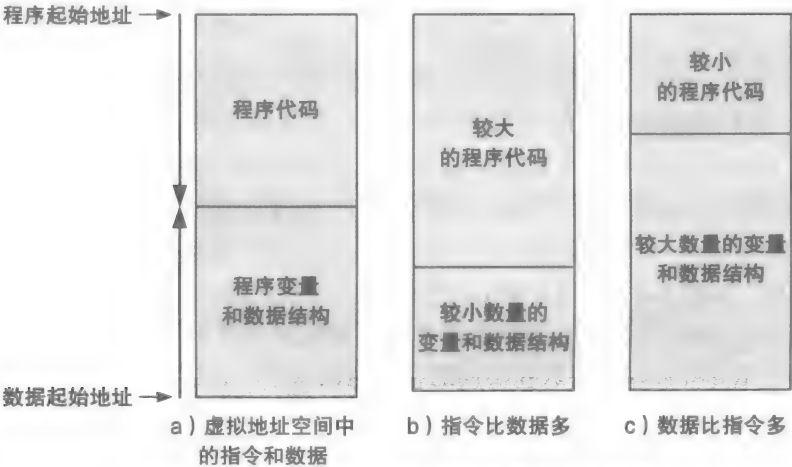 程序起始地址
程序代码
程序变量
和数据结构
数据起始地址
a）虚拟地址空间中
的指令和数据
较大
的程序代码
较小数量的
变量和数据结构
b）指令比数据多
较小
的程序代码
较大数量的变量
和数据结构
c）数据比指令多